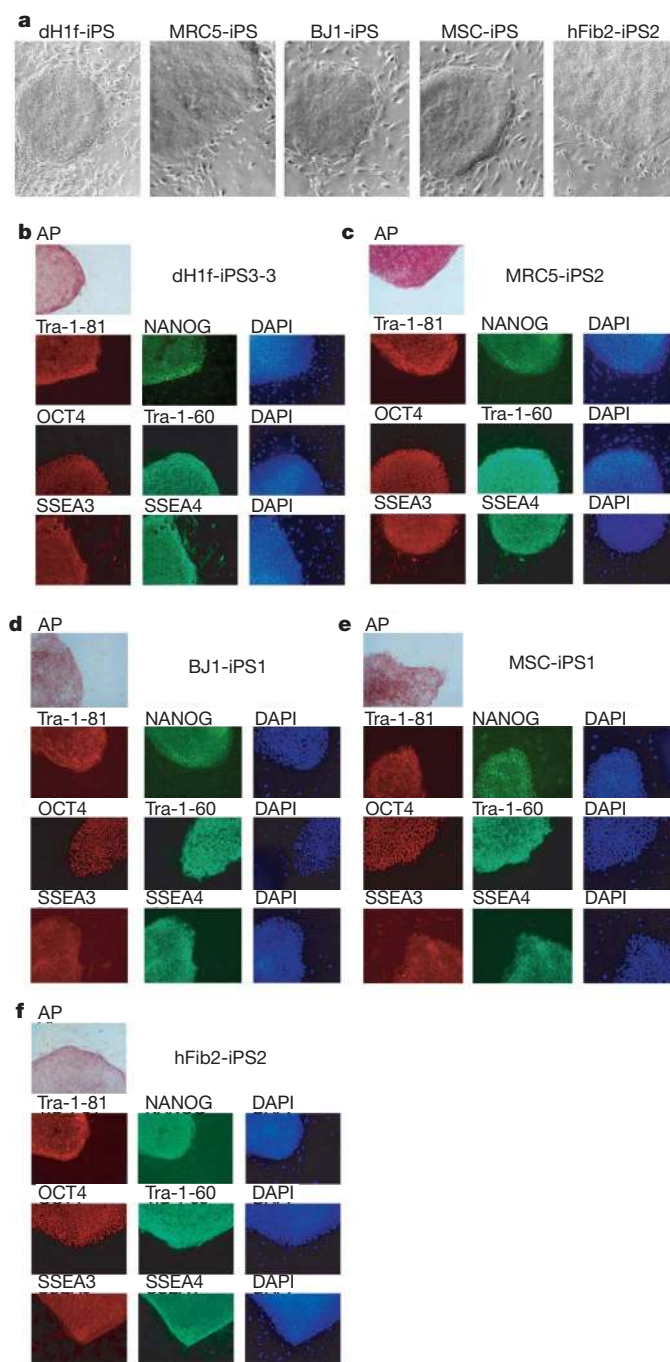 a
dH1f-iPS MRC5-iPS BJ1-iPS MSC-iPS hFib2-iPS2
b
AP
dH1f-iPS3-3
Tra-1-81 NANOG DAPI
OCT4 Tra-1-60
SSEA3 SSEA4
c
AP
MRC5-iPS2
Tra-1-81 NANOG DAPI
OCT4 Tra-1-60
SSEA3 SSEA4
d
AP
BJ1-iPS1
Tra-1-81 NANOG DAPI
OCT4 Tra-1-60 DAPI
SSEA3 SSEA4 DAPI
e
AP
MSC-iPS1
Tra-1-81 NANOG DAPI
OCT4 Tra-1-60 DAPI
SSEA3 SSEA4 DAPI
f
AP
hFib2-iPS2
Tra-1-81 NANOG DAPI
OCT4 Tra-1-60 DAPI
SSEA3 SSEA4 DAPI